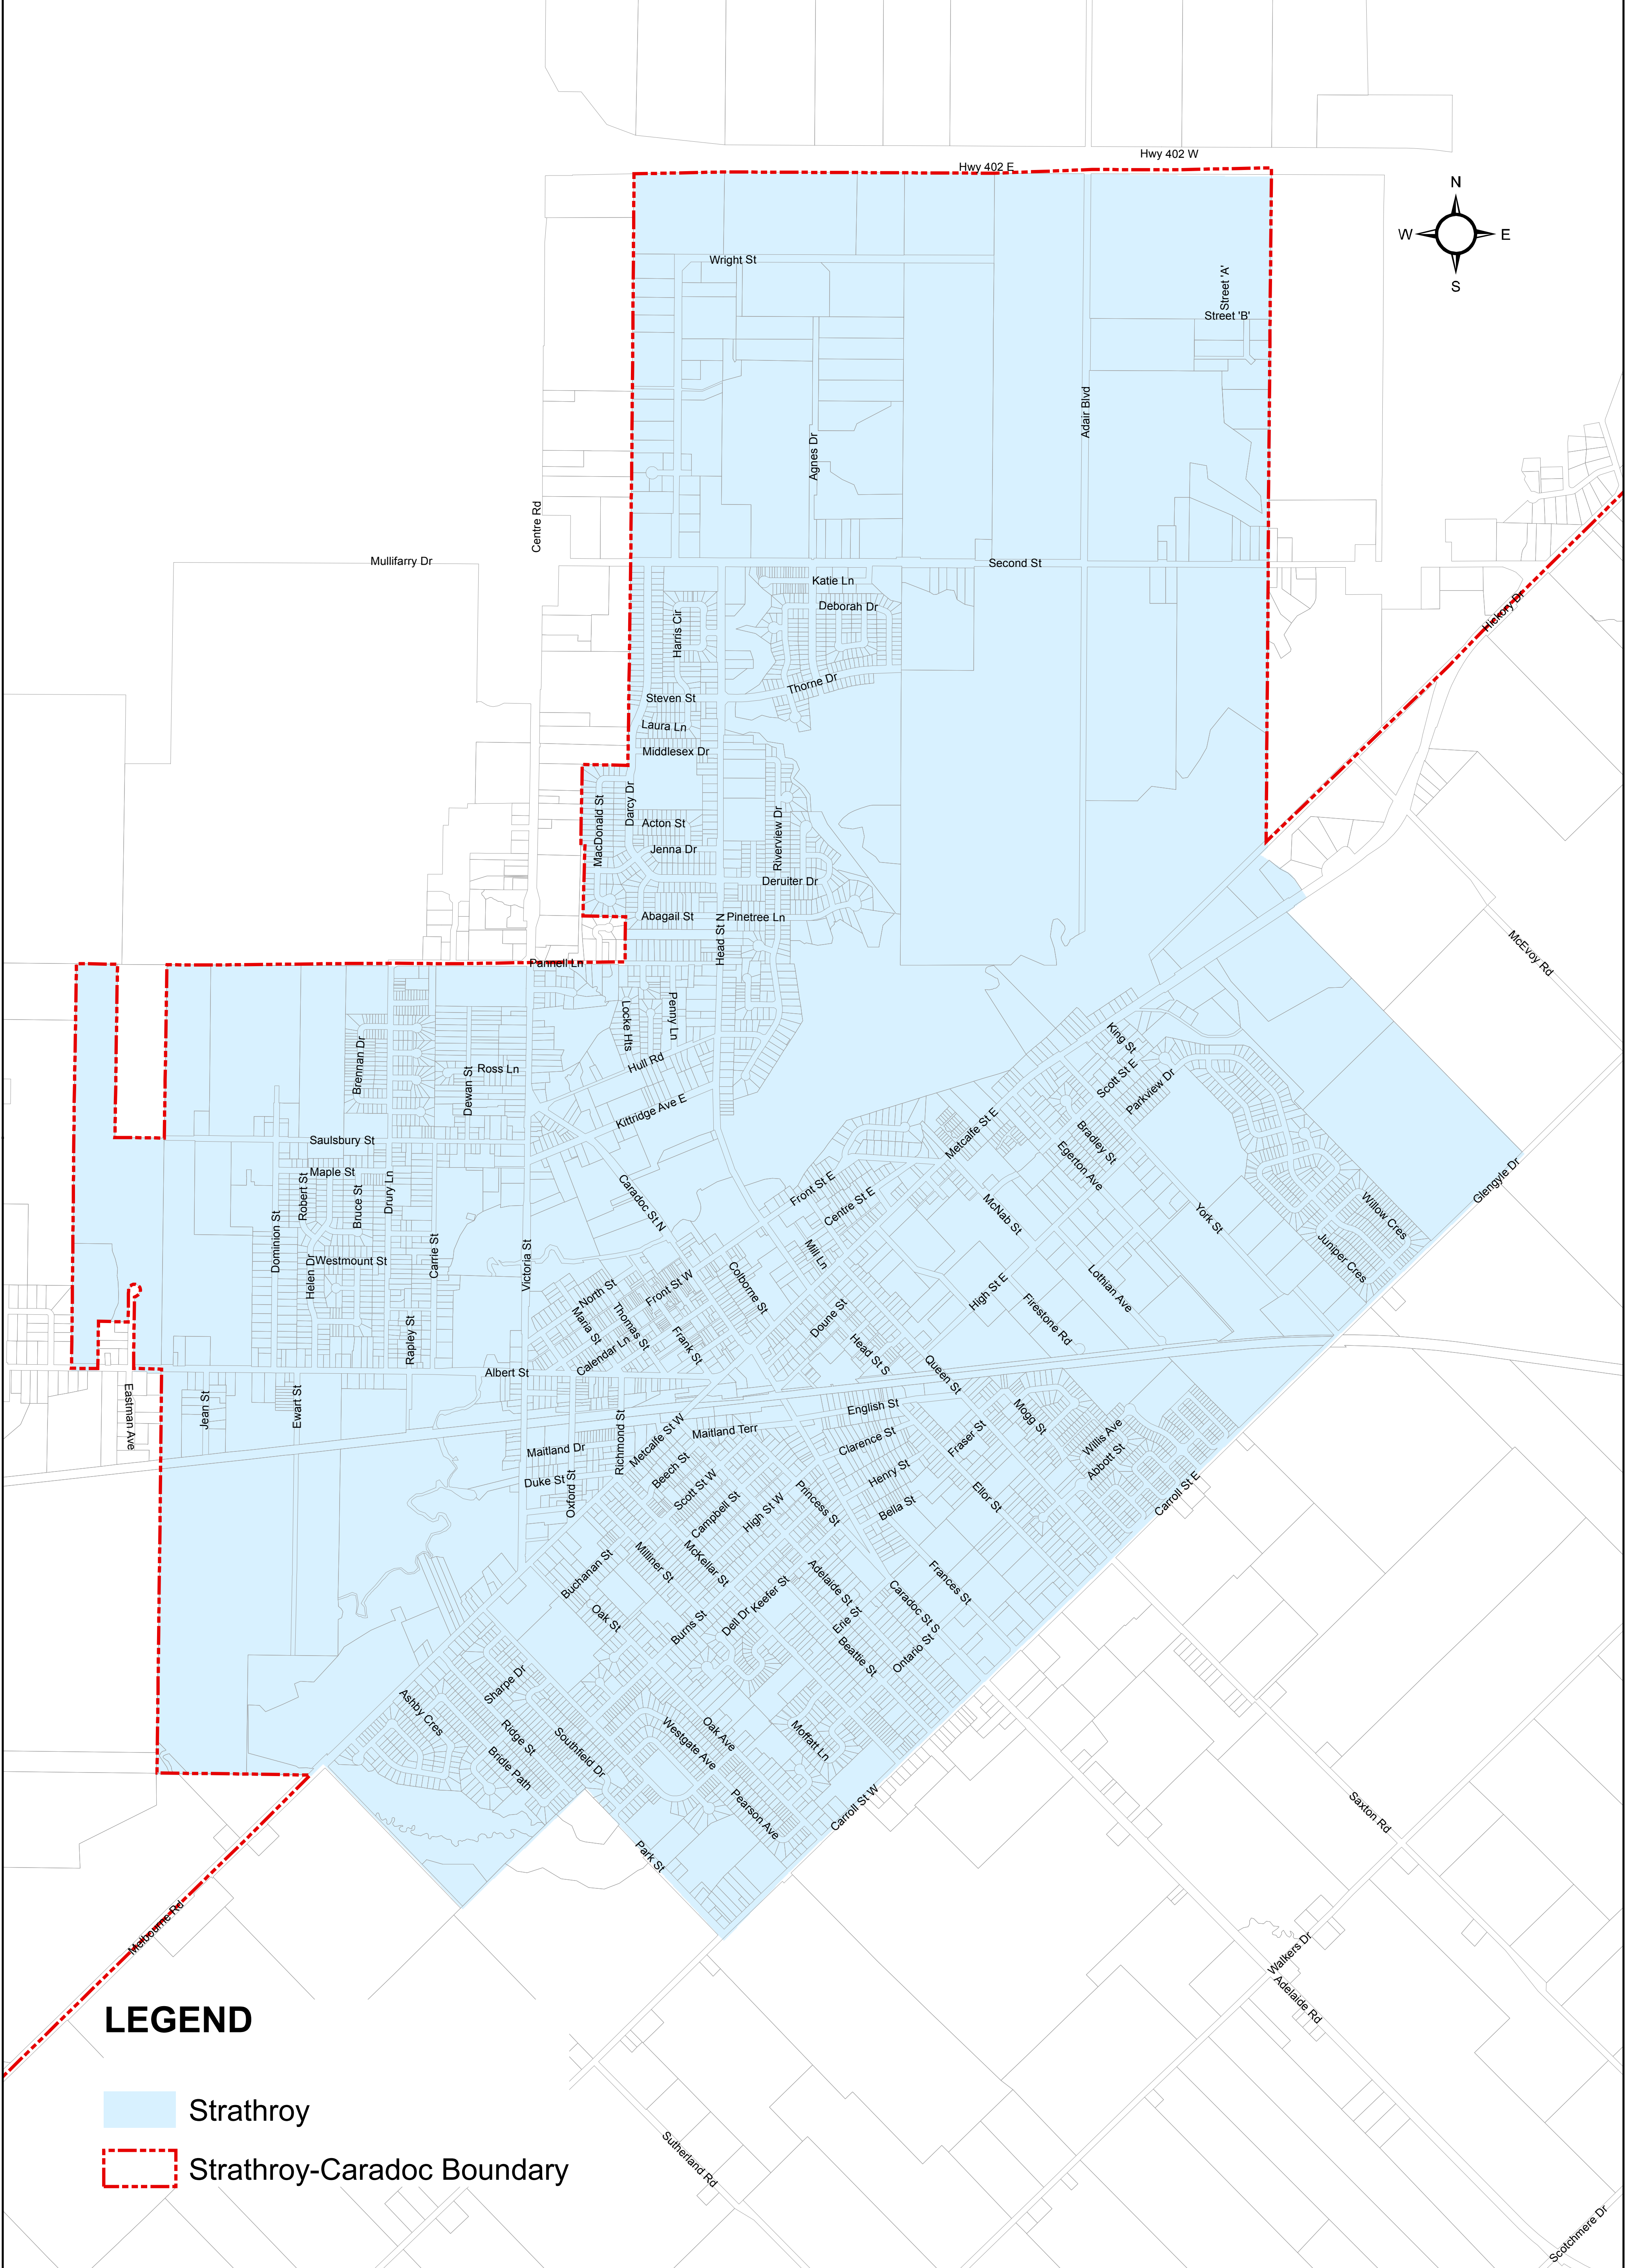 Hwy 402 W
Hwy 402 E
N
W
E
S
Wright St
Street 'A'
Street 'B'
Adair Blvd
Agnes Dr
Centre Rd
Mullifarry Dr
Second St
Katie Ln
Deborah Dr
Harris Cir
Hickory Dr
Thorne Dr
Steven St
Laura Ln
Middlesex Dr
MacDonald St
Darcy Dr
Acton St
Jenna Dr
Riverview Dr
Deruiter Dr
Abagail St
Pinetree Ln
Head St N
McEvoy Rd
Pannell Ln
Locke Hts
Penny Ln
King St
Brennan Dr
Ross Ln
Hull Rd
Scott St E
Parkview Dr
Dewan St
Kittridge Ave E
Metcalfe St E
Bradley St
Saulsbury St
Egerton Ave
Maple St
Robert St
Bruce St
Drury Ln
Caradoc St N
Front St E
Centre St E
Glengyle Dr
McNab St
York St
Willow Cres
Dominion St
Carrie St
Victoria St
Mill Ln
Juniper Cres
Helen Dr
Westmount St
North St
Front St W
Colborne St
High St E
Lothian Ave
Rapley St
Maria St
Thomas St
Calendar Ln
Frank St
Doune St
Head St S
Firestone Rd
Albert St
Queen St
Eastman Ave
Jean St
Ewart St
English St
Mogg St
Richmond St
Metcalfe St W
Maitland Terr
Maitland Dr
Clarence St
Fraser St
Willis Ave
Abbott St
Duke St
Oxford St
Beech St
Scott St W
Henry St
Campbell St
High St W
Princess St
Bella St
Ellor St
Carroll St E
Buchanan St
Milliner St
McKellar St
Adelaide St S
Keefer St
Frances St
Caradoc St S
Oak St
Burns St
Dell Dr
Erie St
Beattie St
Ontario St
Sharpe Dr
Ashby Cres
Ridge St
Southfield Dr
Westgate Ave
Oak Ave
Moffatt Ln
Bridle Path
Pearson Ave
Carroll St W
Saxton Rd
Park St
Melbourne Rd
Walkers Dr
Adelaide Rd
LEGEND
Strathroy
Strathroy-Caradoc Boundary
Sutherland Rd
Scotchmere Dr